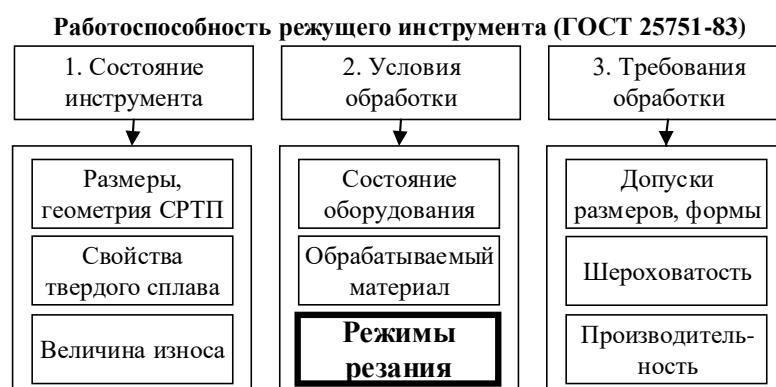 Работоспособность режущего инструмента (ГОСТ 25751-83)
1. Состояние
инструмента
2. Условия
обработки
3. Требования
обработки
Размеры,
геометрия СРТП
Свойства
твердого сплава
Величина износа
Состояние
оборудования
Обрабатываемый
материал
Режимы
резания
Допуски
размеров, формы
Шероховатость
Производитель-
ность